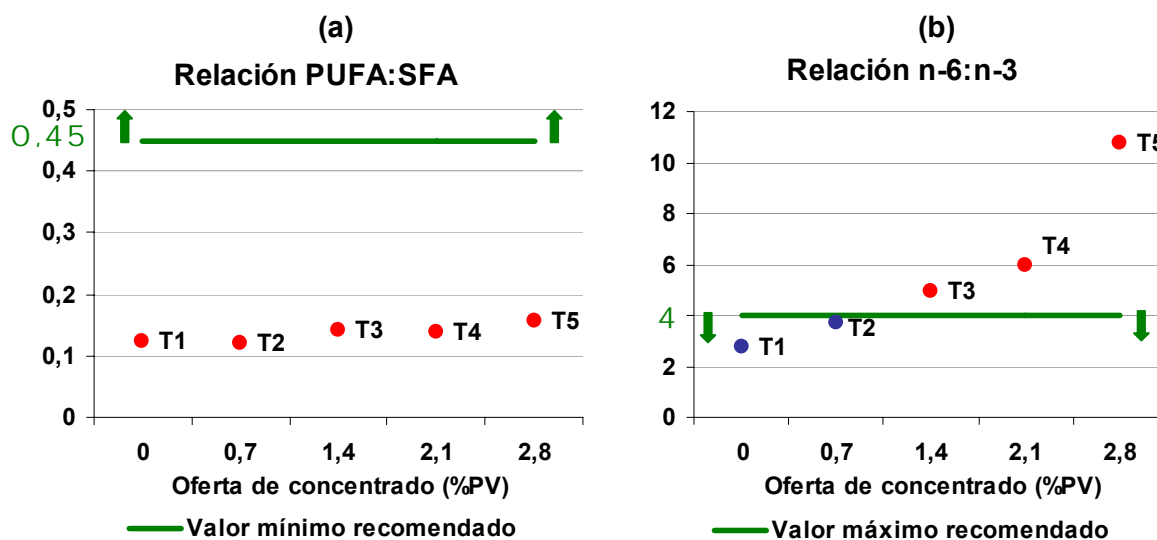 (a)
Relación PUFA:SFA
0,5
0,45
0,4
0,3
0,2
0,1
0
T1
T2
T3
T4
T5
0 0,7 1,4 2,1 2,8
Oferta de concentrado (%PV)
Valor mínimo recomendado
(b)
Relación n-6:n-3
12
10
8
6
4
2
0
T1
T2
T3
T4
T5
0 0,7 1,4 2,1 2,8
Oferta de concentrado (%PV)
Valor máximo recomendado